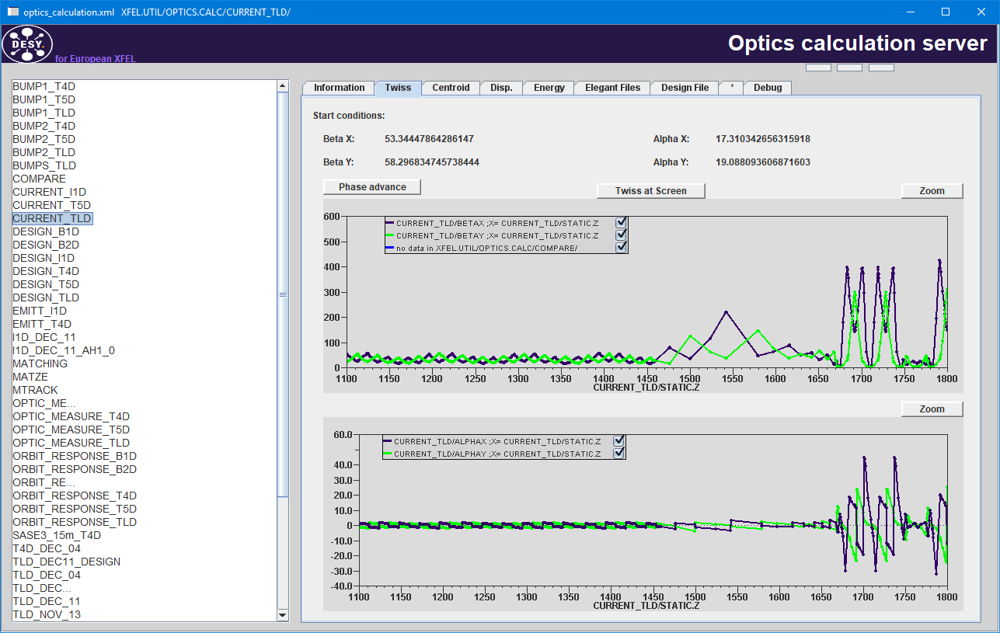 optics_calculation.xml XFEL.UTIL/OPTICS.CALC/CURRENT_TLD/
DESY.
for European XFEL
Optics calculation server
BUMP1_T4D
BUMP1_T5D
BUMP1_TLD
BUMP2_T4D
BUMP2_T5D
BUMP2_TLD
BUMPS_TLD
COMPARE
CURRENT_I1D
CURRENT_T5D
CURRENT_TLD
DESIGN_B1D
DESIGN_B2D
DESIGN_I1D
DESIGN_T4D
DESIGN_T5D
DESIGN_TLD
EMITT_I1D
EMITT_T4D
I1D_DEC_11
I1D_DEC_11_AH1_0
MATCHING
MATZE
MTRACK
OPTIC_ME...
OPTIC_MEASURE_T4D
OPTIC_MEASURE_T5D
OPTIC_MEASURE_TLD
ORBIT_RESPONSE_B1D
ORBIT_RESPONSE_B2D
ORBIT_RE...
ORBIT_RESPONSE_T4D
ORBIT_RESPONSE_T5D
ORBIT_RESPONSE_TLD
SASE3_15m_T4D
T4D_DEC_04
TLD_DEC11_DESIGN
TLD_DEC_04
TLD_DEC...
TLD_DEC_11
TLD_NOV_13
Information Twiss Centroid Disp. Energy Elegant Files Design File * Debug
Start conditions:
Beta X: 53.34447864286147 Alpha X: 17.310342656315918
Beta Y: 58.296834745738444 Alpha Y: 19.088093606871603
Phase advance Twiss at Screen Zoom
CURRENT_TLD/BETAX ;X= CURRENT_TLD/STATIC.Z
CURRENT_TLD/BETAY ;X= CURRENT_TLD/STATIC.Z
no data in XFEL.UTIL/OPTICS.CALC/COMPARE/
600
500
400
300
200
100
0
1100 1150 1200 1250 1300 1350 1400 1450 1500 1550 1600 1650 1700 1750 1800
CURRENT_TLD/STATIC.Z
Zoom
CURRENT_TLD/ALPHAX ;X= CURRENT_TLD/STATIC.Z
CURRENT_TLD/ALPHAY ;X= CURRENT_TLD/STATIC.Z
60.0
40.0
30.0
20.0
10.0
0
-10.0
-20.0
-30.0
-40.0
1100 1150 1200 1250 1300 1350 1400 1450 1500 1550 1600 1650 1700 1750 1800
CURRENT_TLD/STATIC.Z